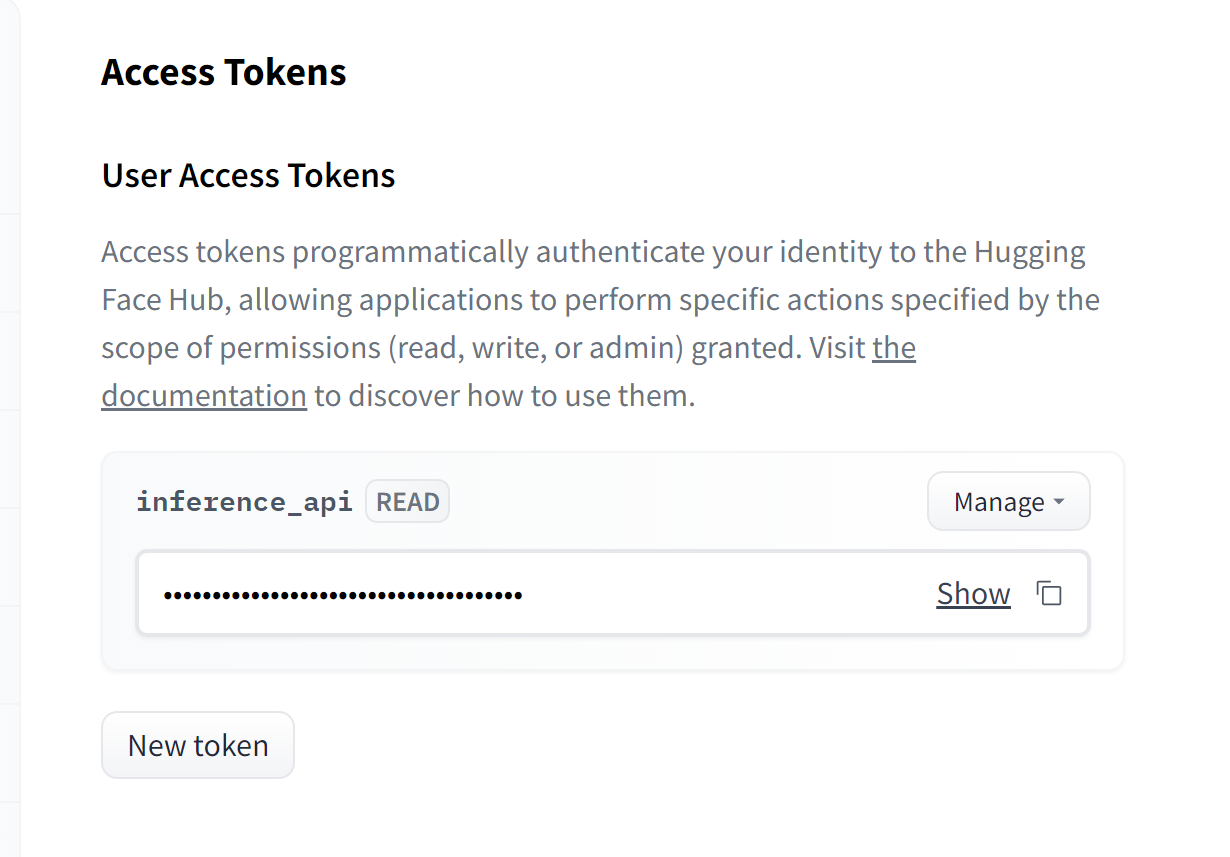 Access Tokens
User Access Tokens
Access tokens programmatically authenticate your identity to the Hugging
Face Hub, allowing applications to perform specific actions specified by the
scope of permissions (read, write, or admin) granted. Visit the
documentation to discover how to use them.
inference_api READ Manage
••••••••••••••••••••••••••••••••••••• Show
New token